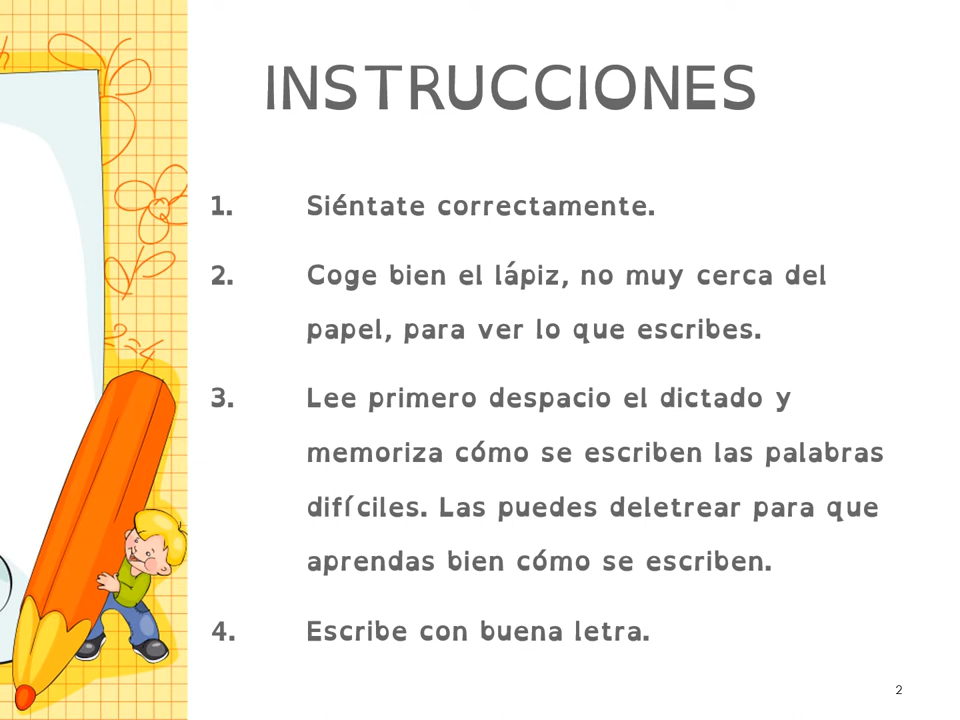 INSTRUCCIONES
1. Siéntate correctamente.
2. Coge bien el lápiz, no muy cerca del
papel, para ver lo que escribes.
3. Lee primero despacio el dictado y
memoriza cómo se escriben las palabras
difíciles. Las puedes deletrear para que
aprendas bien cómo se escriben.
4. Escribe con buena letra.
2